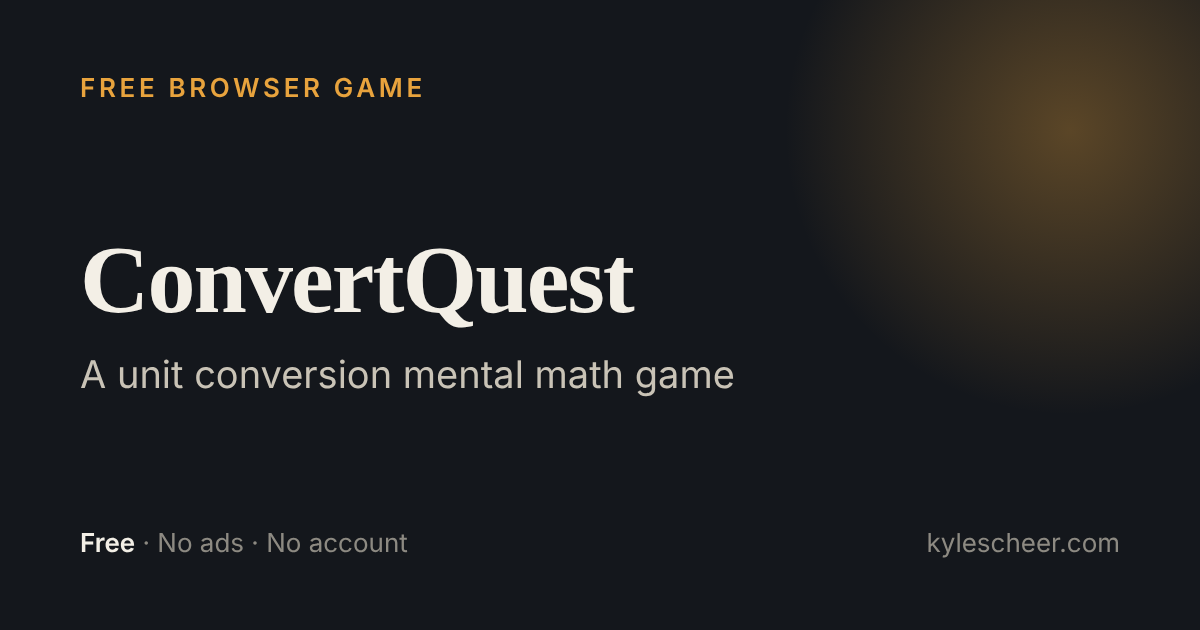 FREE BROWSER GAME
ConvertQuest
A unit conversion mental math game
Free · No ads · No account
kylescheer.com